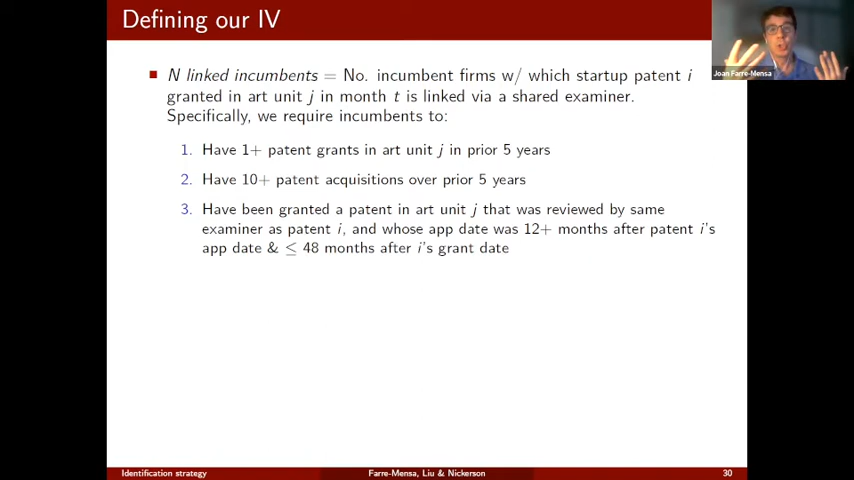 Defining our IV
Joan Farre-Mensa
N linked incumbents = No. incumbent firms w/ which startup patent i
granted in art unit j in month t is linked via a shared examiner.
Specifically, we require incumbents to:
1. Have 1+ patent grants in art unit j in prior 5 years
2. Have 10+ patent acquisitions over prior 5 years
3. Have been granted a patent in art unit j that was reviewed by same
examiner as patent i, and whose app date was 12+ months after patent i's
app date & ≤ 48 months after i's grant date
Identification strategy
Farre-Mensa, Liu & Nickerson
30